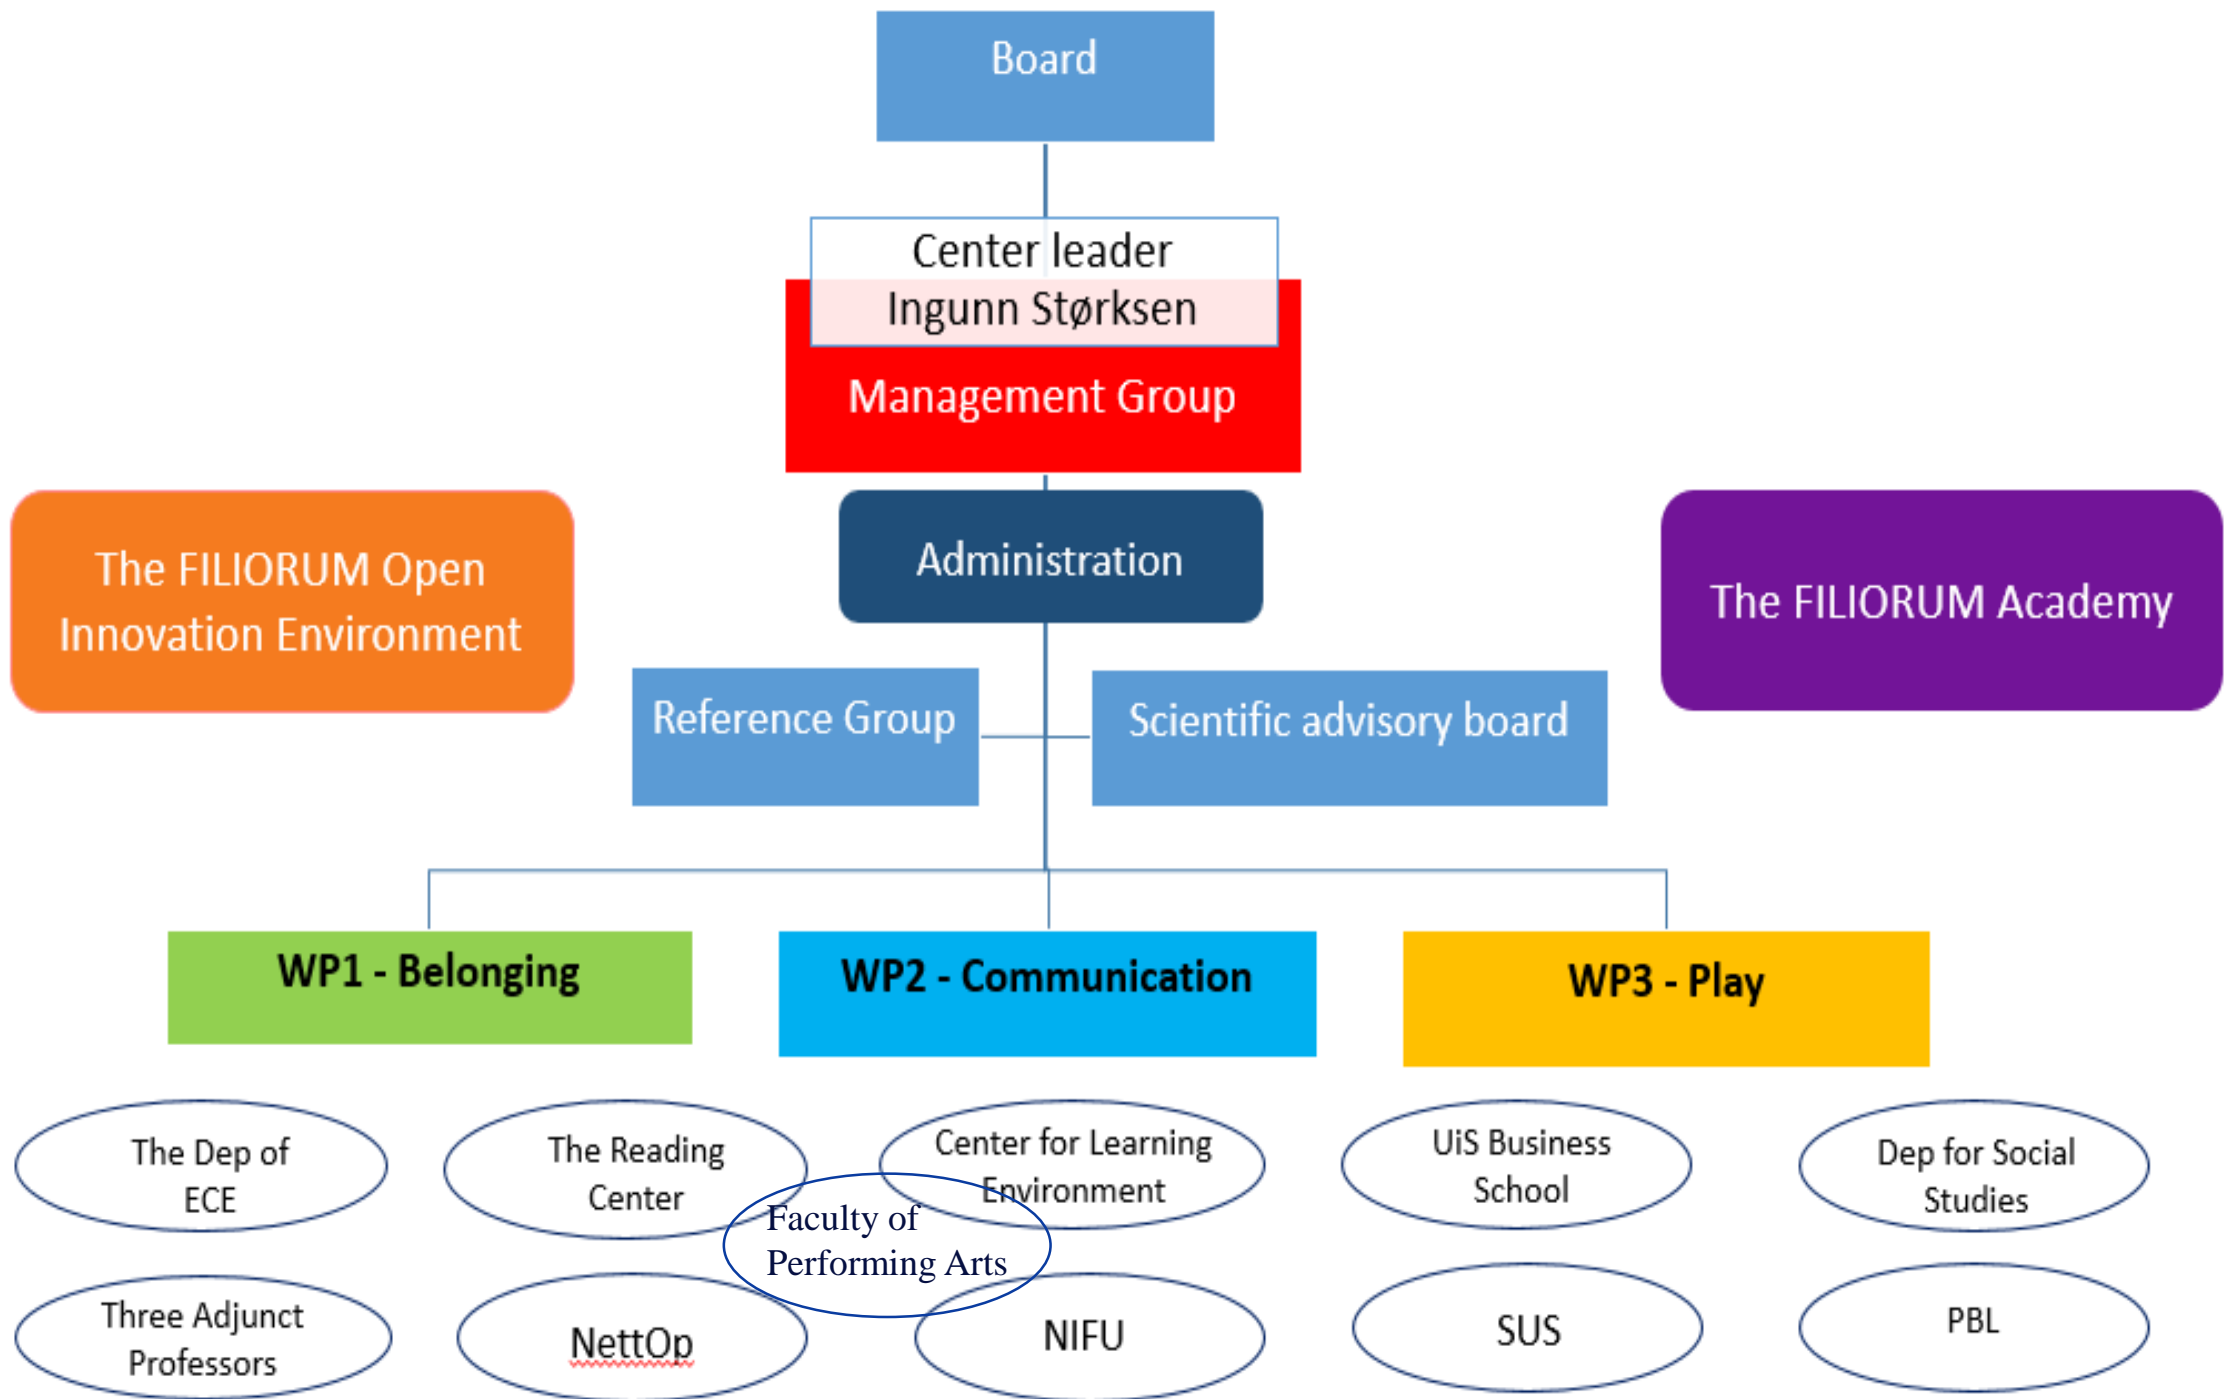 Board
Center leader
Ingunn Størksen
Management Group
The FILIORUM Open
Innovation Environment
Administration
The FILIORUM Academy
Reference Group
Scientific advisory board
WP1 - Belonging
WP2 - Communication
WP3 - Play
The Dep of
ECE
The Reading
Center
Center for Learning
Environment
UiS Business
School
Dep for Social
Studies
Faculty of
Performing Arts
Three Adjunct
Professors
NettOp
NIFU
SUS
PBL